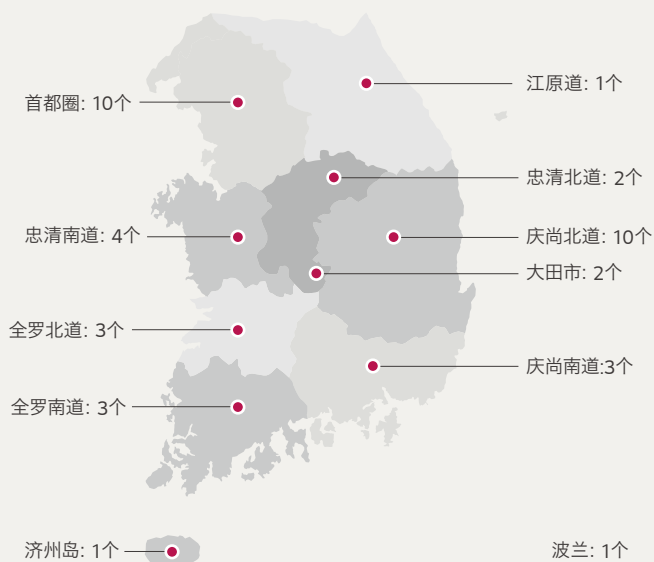 江原道: 1个
首都圈: 10个
忠清北道: 2个
忠清南道: 4个
庆尚北道: 10个
大田市: 2个
全罗北道: 3个
庆尚南道:3个
全罗南道: 3个
济州岛: 1个
波兰: 1个